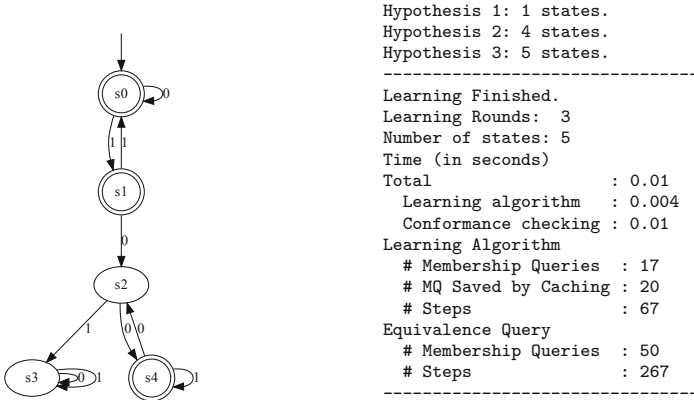 s0
0
1
1
s1
0
s2
1
0
0
s3
0
1
s4
1
Hypothesis 1: 1 states.
Hypothesis 2: 4 states.
Hypothesis 3: 5 states.
--------------------------------
Learning Finished.
Learning Rounds:  3
Number of states: 5
Time (in seconds)
Total                  : 0.01
  Learning algorithm   : 0.004
  Conformance checking : 0.01
Learning Algorithm
  # Membership Queries  : 17
  # MQ Saved by Caching : 20
  # Steps               : 67
Equivalence Query
  # Membership Queries  : 50
  # Steps               : 267
--------------------------------